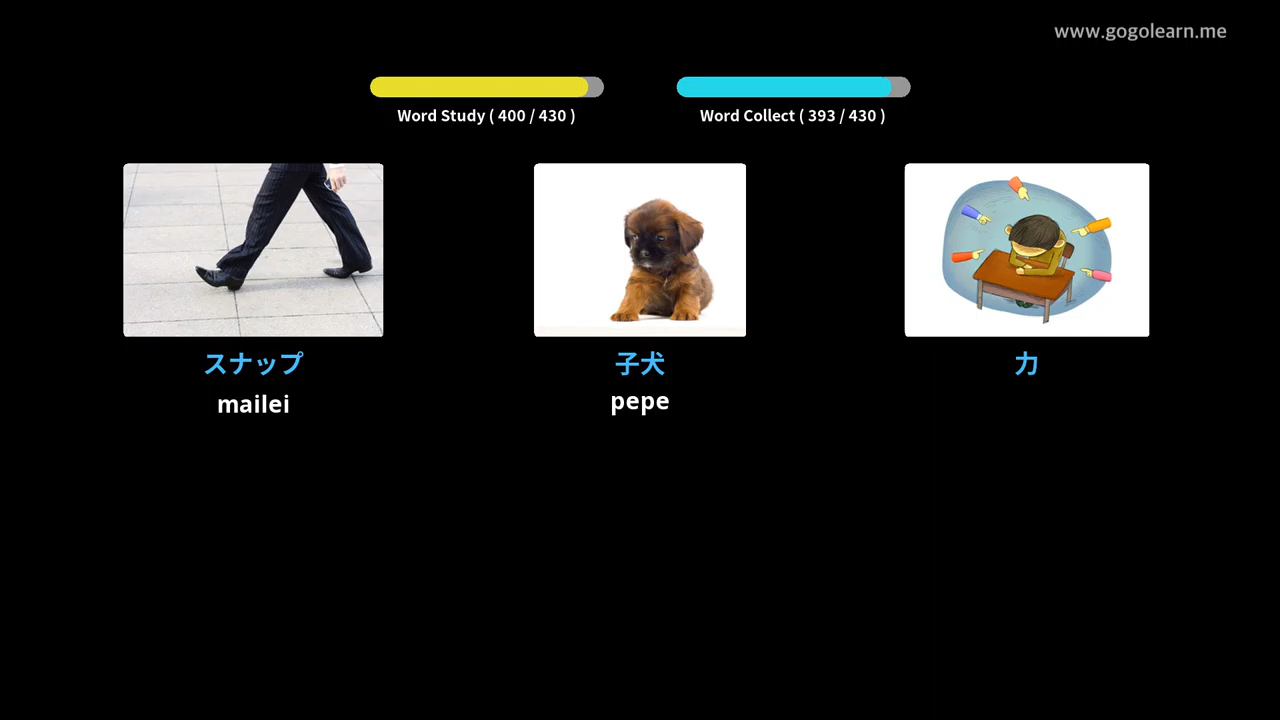 www.gogolearn.me
Word Study ( 400 / 430 )
Word Collect ( 393 / 430 )
スナップ
子犬
力
mailei
pepe